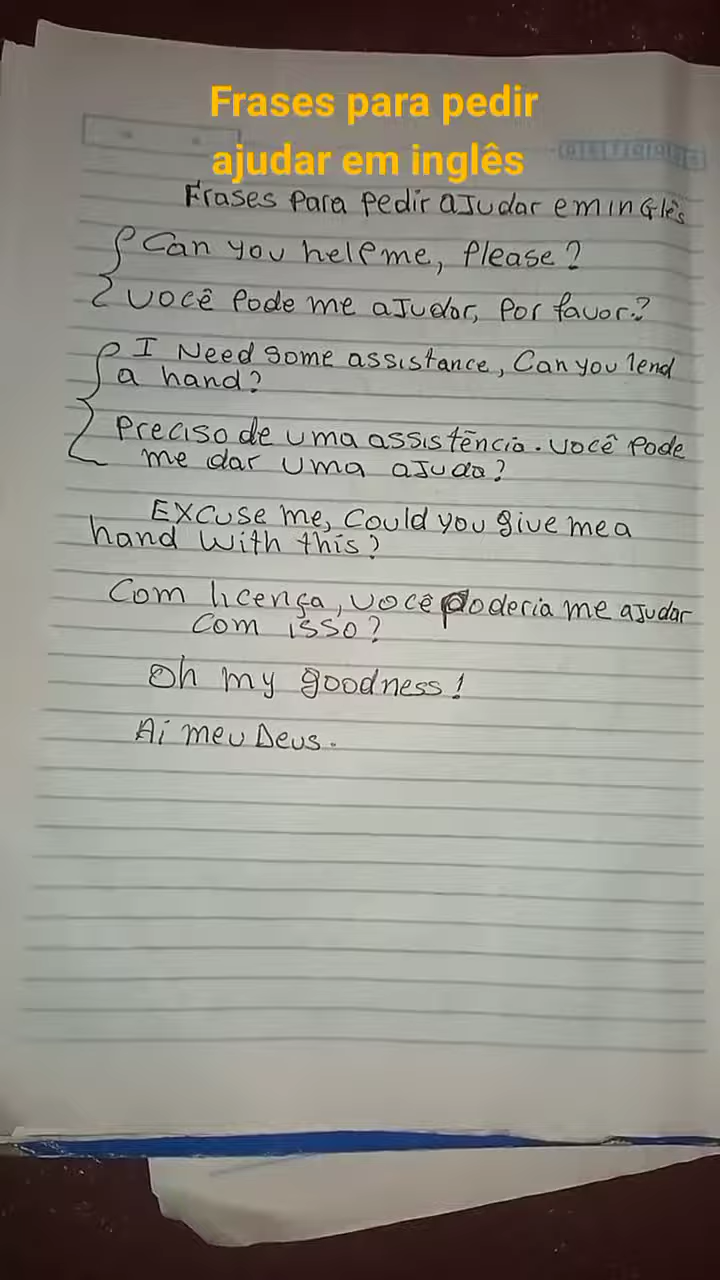 Frases para pedir
ajudar em inglês
Frases para pedir ajudar em inglês
Can you help me, please?
você pode me ajudar, por favor?
I Need some assistance, Can you lend
a hand?
Preciso de uma assistência. você pode
me dar uma ajuda?
Excuse me, Could you give me a
hand with this?
Com licença, você poderia me ajudar
com isso?
Oh my goodness!
Ai meu Deus.